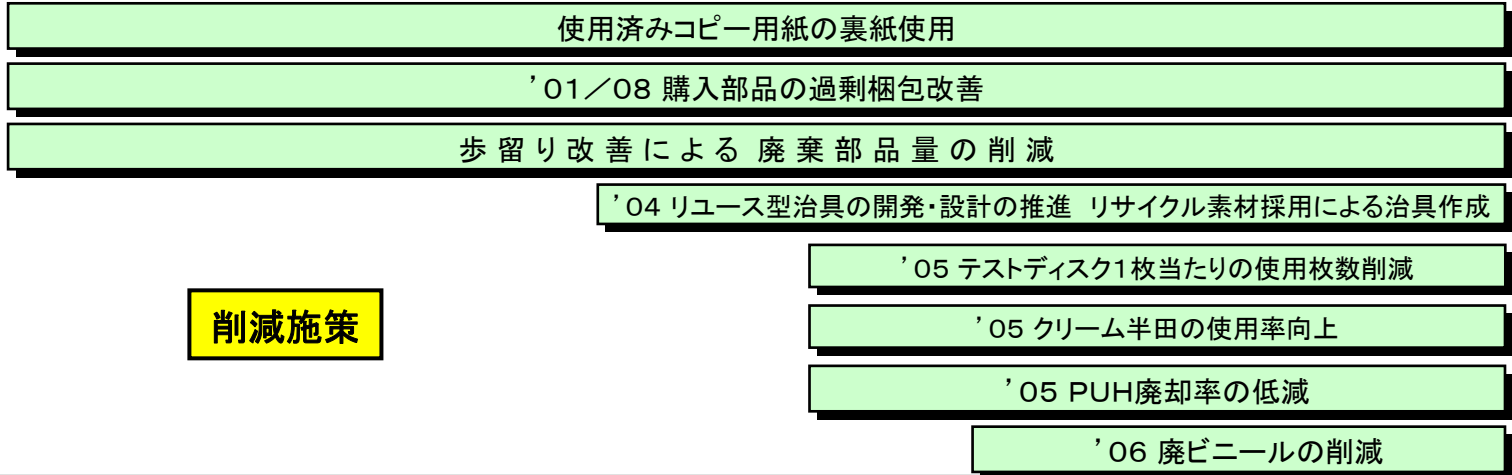 使用済みコピー用紙の裏紙使用
’01／08 購入部品の過剰梱包改善
歩 留 り 改 善 に よ る 廃 棄 部 品 量 の 削 減
’04 リユース型治具の開発・設計の推進 リサイクル素材採用による治具作成
’05 テストディスク1枚当たりの使用枚数削減
削減施策
’05 クリーム半田の使用率向上
’05 PUH廃却率の低減
’06 廃ビニールの削減